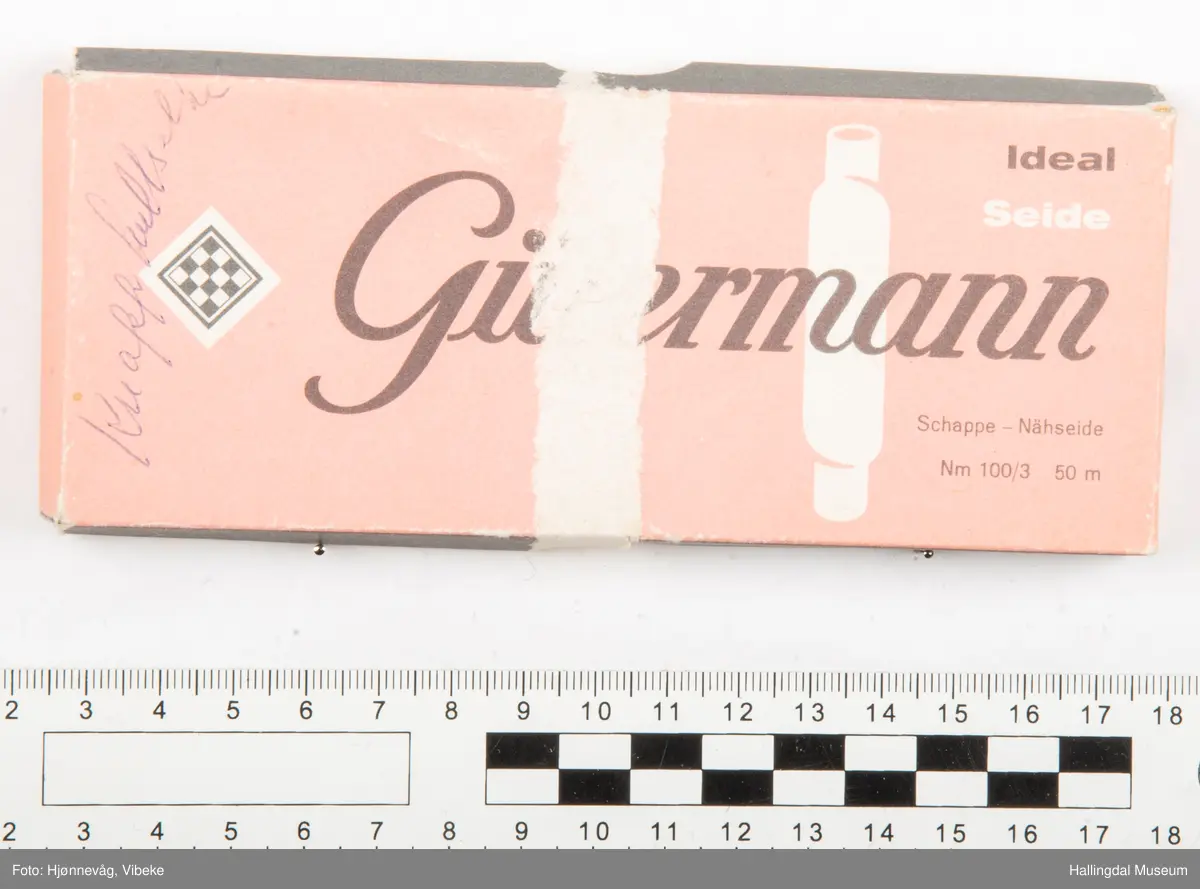 Knapphullselke
Ideal
Seide
Gütermann
Schappe – Nähseide
Nm 100/3 50 m
2 3 4 5 6 7 8 9 10 11 12 13 14 15 16 17 18
2 3 4 5 6 7 8 9 10 11 12 13 14 15 16 17 18
Foto: Hjønnevåg, Vibeke
Hallingdal Museum